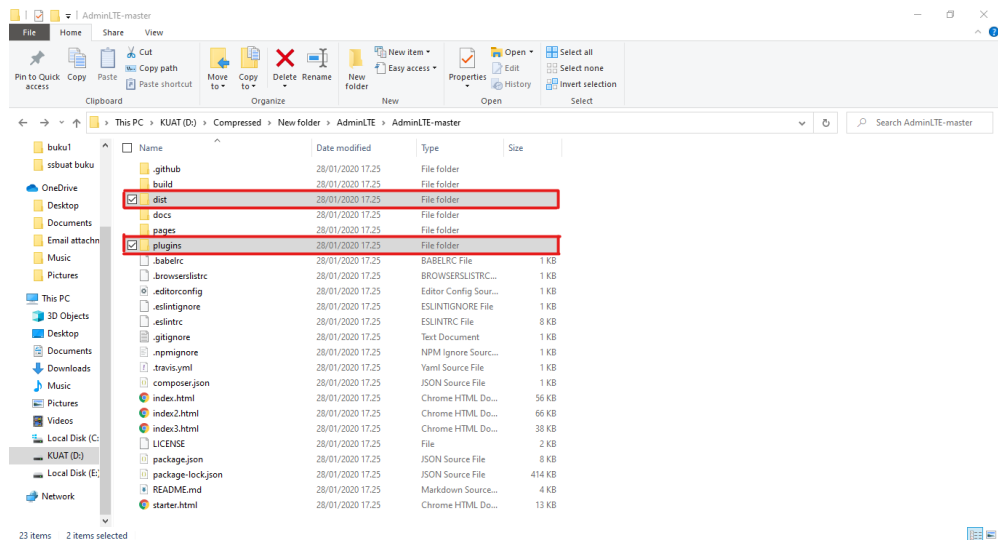 AdminLTE-master
File Home Share View
Pin to Quick access
Copy
Paste
Cut
Copy path
Paste shortcut
Clipboard
Move to
Copy to
Delete
Rename
Organize
New folder
New item
Easy access
New
Properties
Open
Edit
History
Open
Select all
Select none
Invert selection
Select
This PC > KUAT (D:) > Compressed > New folder > AdminLTE > AdminLTE-master
Search AdminLTE-master
buku1
ssbuat buku
OneDrive
Desktop
Documents
Email attachn
Music
Pictures
This PC
3D Objects
Desktop
Documents
Downloads
Music
Pictures
Videos
Local Disk (C:
KUAT (D:)
Local Disk (E:
Network
Name Date modified Type Size
.github 28/01/2020 17.25 File folder
build 28/01/2020 17.25 File folder
dist 28/01/2020 17.25 File folder
docs 28/01/2020 17.25 File folder
pages 28/01/2020 17.25 File folder
plugins 28/01/2020 17.25 File folder
.babelrc 28/01/2020 17.25 BABELRC File 1 KB
.browserslistrc 28/01/2020 17.25 BROWSERSLISTRC... 1 KB
.editorconfig 28/01/2020 17.25 Editor Config Sour... 1 KB
.eslintignore 28/01/2020 17.25 ESLINTIGNORE File 1 KB
.eslintrc 28/01/2020 17.25 ESLINTRC File 8 KB
.gitignore 28/01/2020 17.25 Text Document 1 KB
.npmignore 28/01/2020 17.25 NPM Ignore Sourc... 1 KB
.travis.yml 28/01/2020 17.25 Yaml Source File 1 KB
composer.json 28/01/2020 17.25 JSON Source File 1 KB
index.html 28/01/2020 17.25 Chrome HTML Do... 56 KB
index2.html 28/01/2020 17.25 Chrome HTML Do... 66 KB
index3.html 28/01/2020 17.25 Chrome HTML Do... 38 KB
LICENSE 28/01/2020 17.25 File 2 KB
package.json 28/01/2020 17.25 JSON Source File 8 KB
package-lock.json 28/01/2020 17.25 JSON Source File 414 KB
README.md 28/01/2020 17.25 Markdown Source... 4 KB
starter.html 28/01/2020 17.25 Chrome HTML Do... 13 KB
23 items 2 items selected